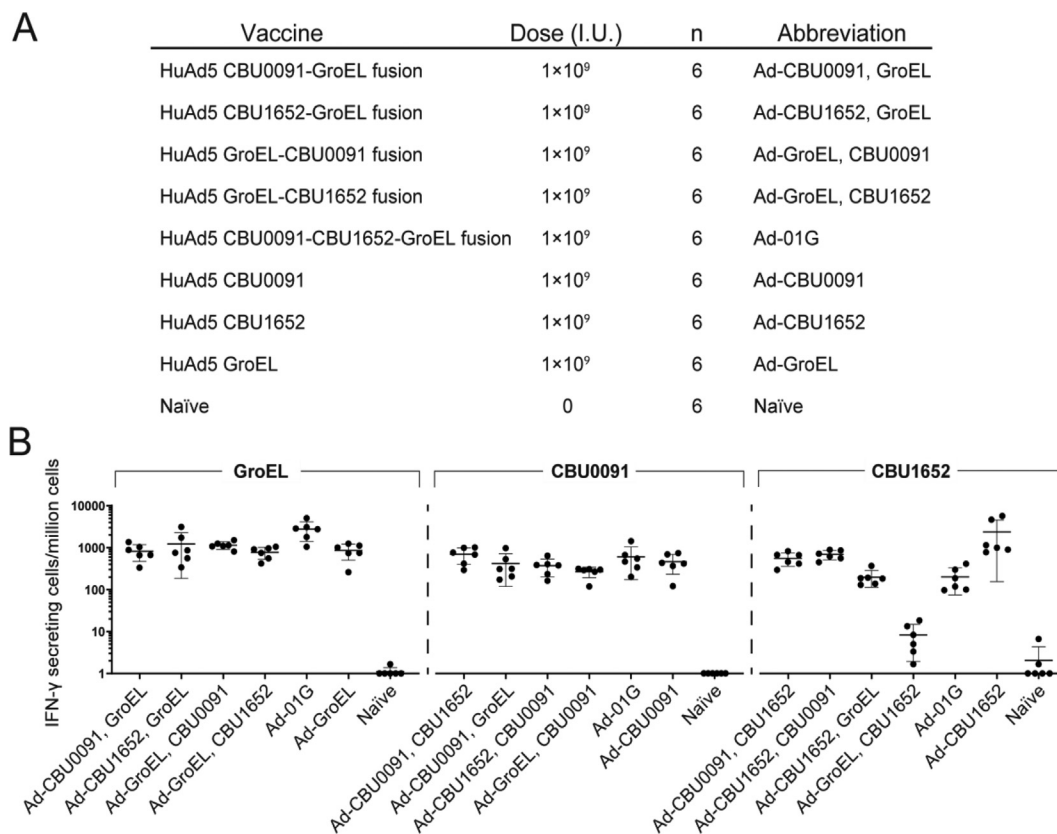 A
Vaccine Dose (I.U.) n Abbreviation
HuAd5 CBU0091-GroEL fusion 1×10⁹ 6 Ad-CBU0091, GroEL
HuAd5 CBU1652-GroEL fusion 1×10⁹ 6 Ad-CBU1652, GroEL
HuAd5 GroEL-CBU0091 fusion 1×10⁹ 6 Ad-GroEL, CBU0091
HuAd5 GroEL-CBU1652 fusion 1×10⁹ 6 Ad-GroEL, CBU1652
HuAd5 CBU0091-CBU1652-GroEL fusion 1×10⁹ 6 Ad-01G
HuAd5 CBU0091 1×10⁹ 6 Ad-CBU0091
HuAd5 CBU1652 1×10⁹ 6 Ad-CBU1652
HuAd5 GroEL 1×10⁹ 6 Ad-GroEL
Naïve 0 6 Naïve
B
IFN-γ secreting cells/million cells
10000
1000
100
10
1
GroEL
Ad-CBU0091, GroEL
Ad-CBU1652, GroEL
Ad-GroEL, CBU0091
Ad-GroEL, CBU1652
Ad-01G
Ad-GroEL
Naïve
CBU0091
Ad-CBU0091, CBU1652
Ad-CBU0091, GroEL
Ad-CBU1652, CBU0091
Ad-GroEL, CBU0091
Ad-01G
Ad-CBU0091
Naïve
CBU1652
Ad-CBU0091, CBU1652
Ad-CBU1652, CBU0091
Ad-CBU1652, GroEL
Ad-GroEL, CBU1652
Ad-01G
Ad-CBU1652
Naïve